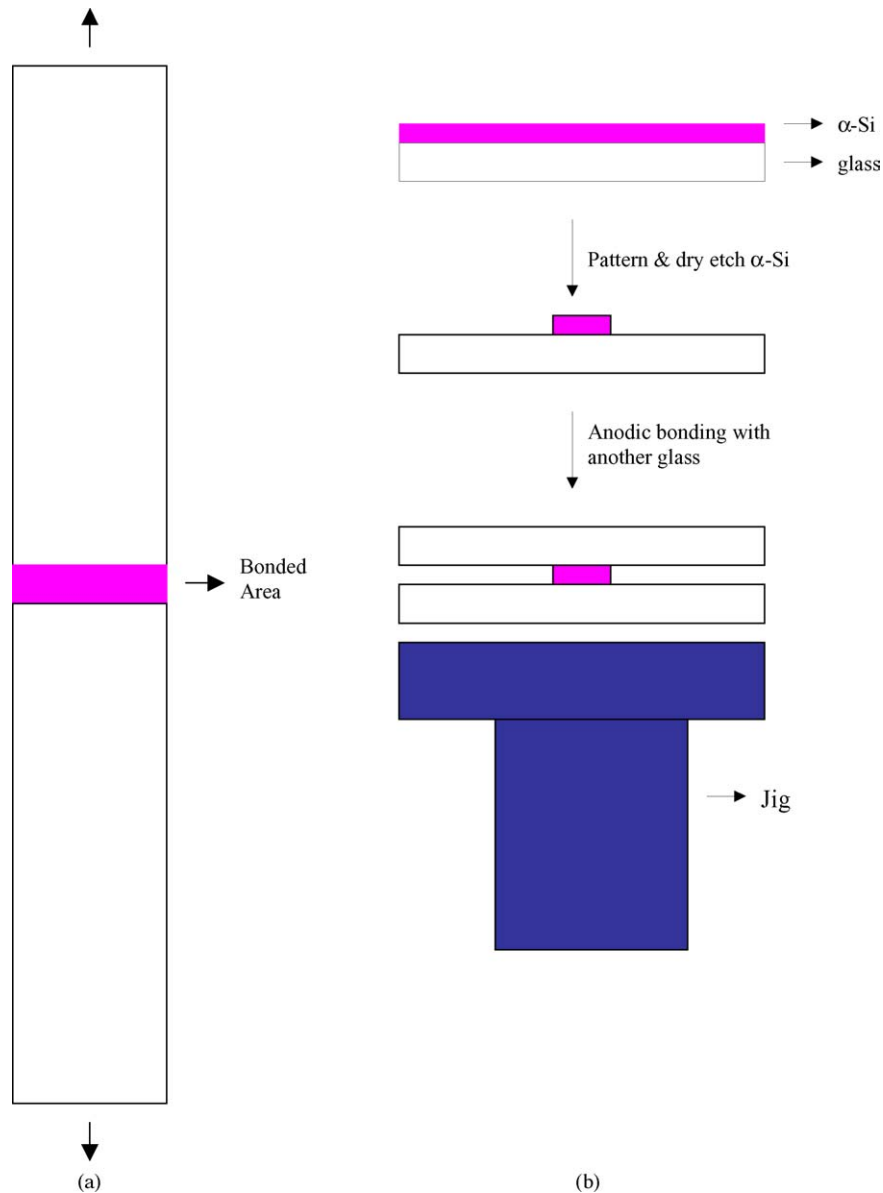 α-Si
glass
Pattern & dry etch α-Si
Anodic bonding with
another glass
Bonded
Area
Jig
(a)
(b)